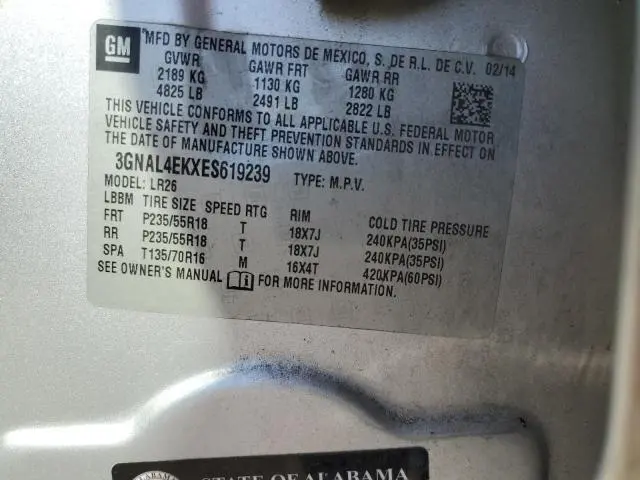 GM MFD BY GENERAL MOTORS DE MEXICO, S. DE R.L. DE C.V. 02/14
GVWR GAWR FRT GAWR RR
2189 KG 1130 KG 1280 KG
4825 LB 2491 LB 2822 LB
THIS VEHICLE CONFORMS TO ALL APPLICABLE U.S. FEDERAL MOTOR
VEHICLE SAFETY AND THEFT PREVENTION STANDARDS IN EFFECT ON
THE DATE OF MANUFACTURE SHOWN ABOVE.
3GNAL4EKXES619239 TYPE: M.P.V.
MODEL: LR26
LBBM TIRE SIZE SPEED RTG RIM COLD TIRE PRESSURE
FRT P235/55R18 T 18X7J 240KPA(35PSI)
RR P235/55R18 T 18X7J 240KPA(35PSI)
SPA T135/70R16 M 16X4T 420KPA(60PSI)
SEE OWNER'S MANUAL FOR MORE INFORMATION.
ALABAMA STATE OF ALABAMA